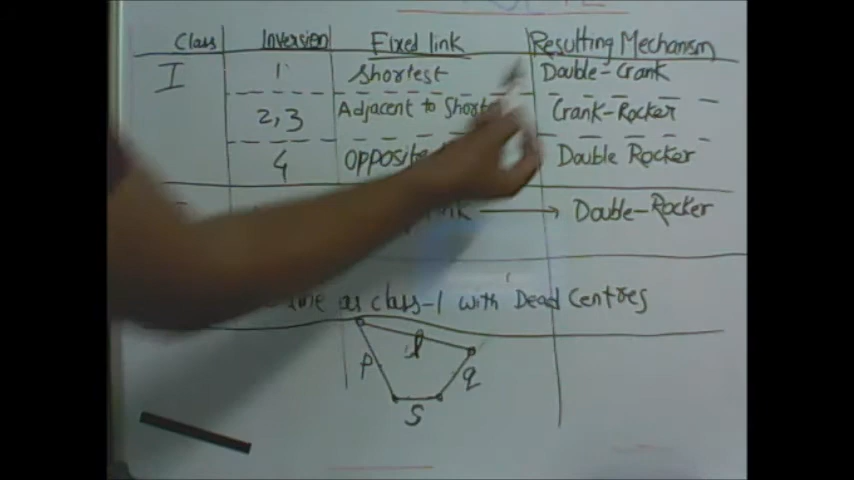 Class Inversion Fixed link Resulting Mechanism
I 1 Shortest Double-Crank
2,3 Adjacent to Crank-Rocker
4 opposite Double Rocker
Double-Rocker
as class-1 with Dead Centres
l
P
q
S